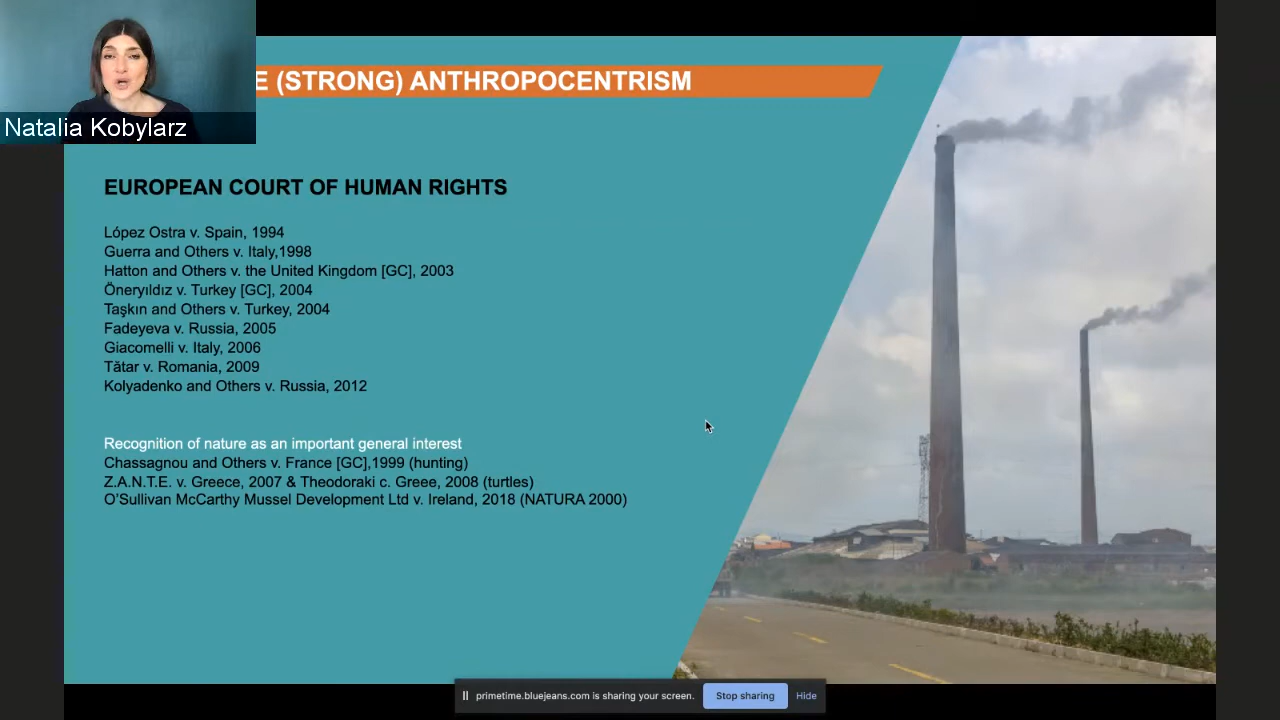 Natalia Kobylarz
E (STRONG) ANTHROPOCENTRISM
EUROPEAN COURT OF HUMAN RIGHTS
López Ostra v. Spain, 1994
Guerra and Others v. Italy,1998
Hatton and Others v. the United Kingdom [GC], 2003
Öneryıldız v. Turkey [GC], 2004
Taşkın and Others v. Turkey, 2004
Fadeyeva v. Russia, 2005
Giacomelli v. Italy, 2006
Tătar v. Romania, 2009
Kolyadenko and Others v. Russia, 2012
Recognition of nature as an important general interest
Chassagnou and Others v. France [GC],1999 (hunting)
Z.A.N.T.E. v. Greece, 2007 & Theodoraki c. Greee, 2008 (turtles)
O'Sullivan McCarthy Mussel Development Ltd v. Ireland, 2018 (NATURA 2000)
primetime.bluejeans.com is sharing your screen. Stop sharing Hide